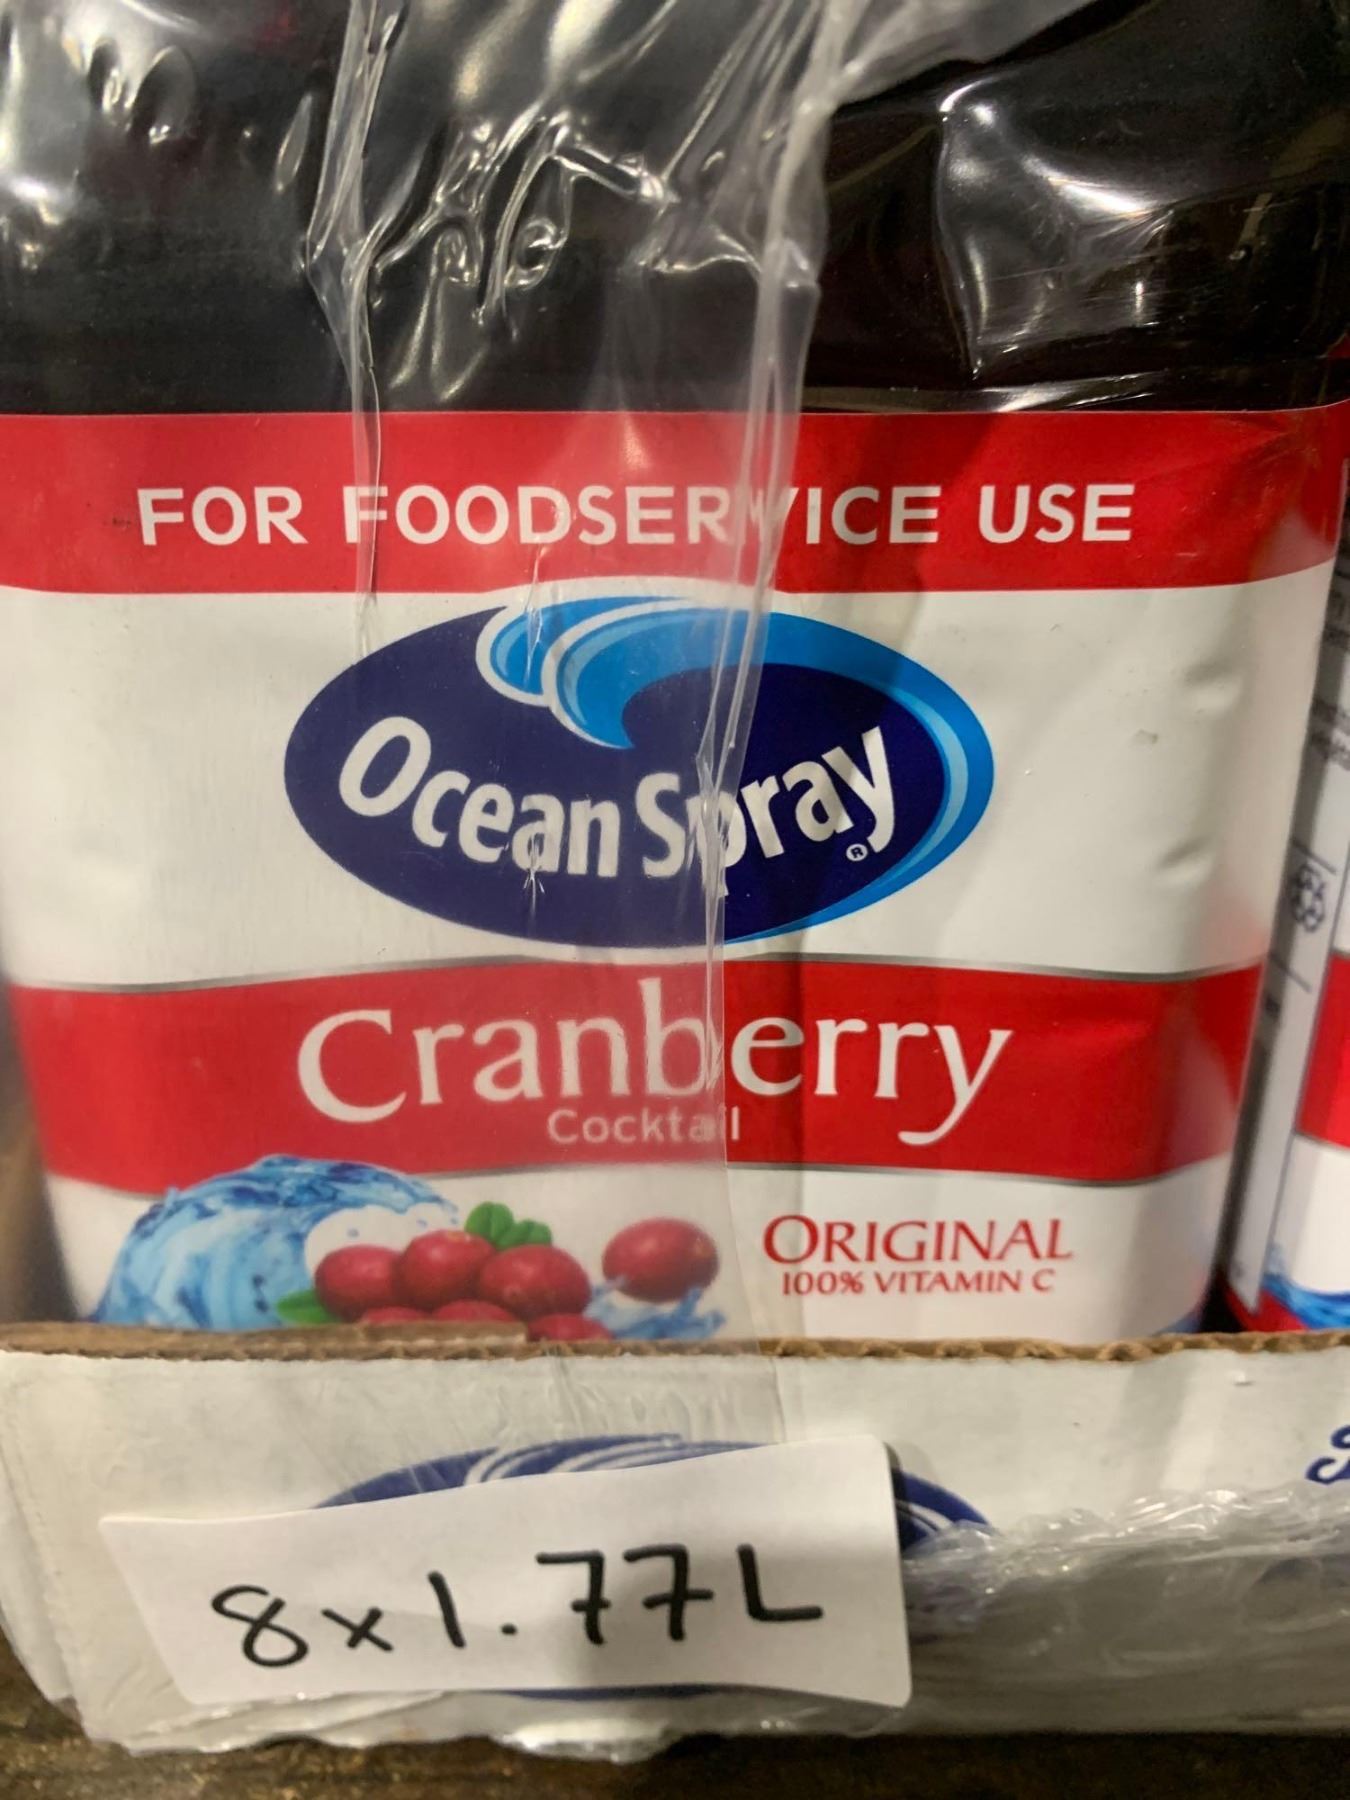 FOR FOODSERVICE USE
Ocean Spray®
Cranberry
Cocktail
ORIGINAL
100% VITAMIN C
8x1.77L